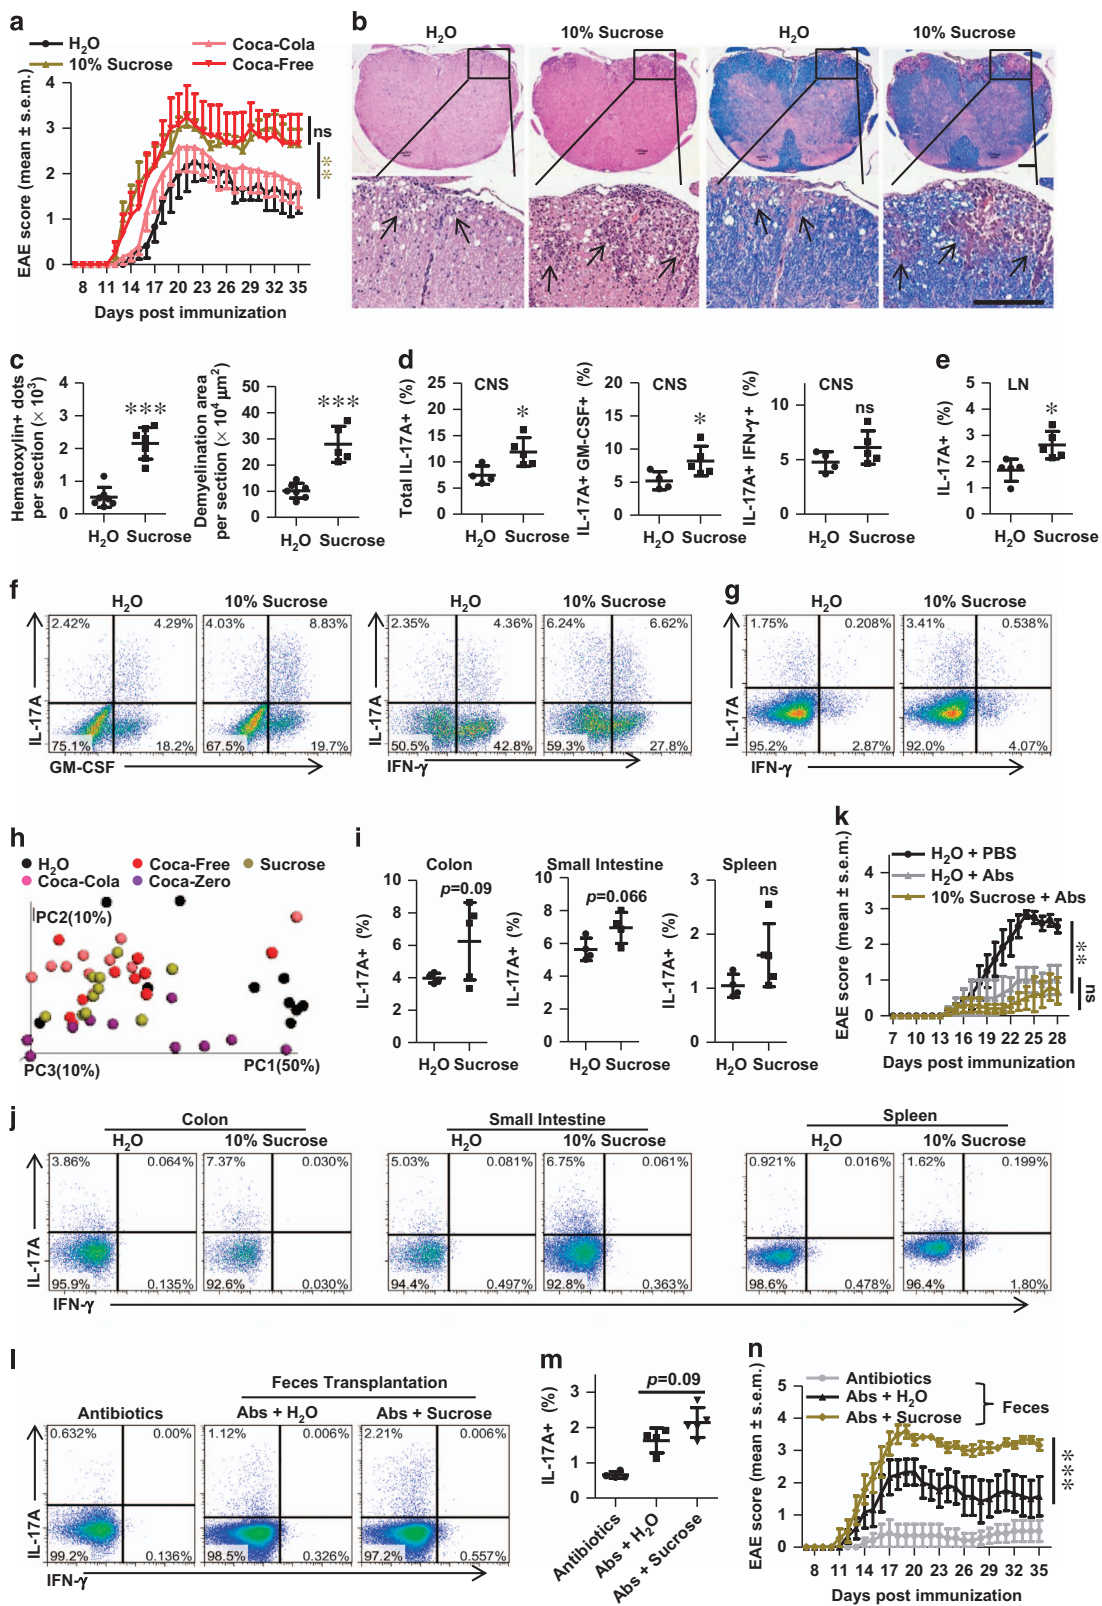 a
H2O
Coca-Cola
10% Sucrose
Coca-Free
EAE score (mean ± s.e.m.)
4
3
2
1
0
ns
**
8 11 14 17 20 23 26 29 32 35
Days post immunization
b
H2O
10% Sucrose
H2O
10% Sucrose
c
Hematoxylin+ dots
per section (× 10³)
4
3
2
1
0
***
H2O Sucrose
Demyelination area
per section (× 10⁴ µm²)
50
40
30
20
10
0
***
H2O Sucrose
d
Total IL-17A+ (%)
25
20
15
10
5
0
CNS
*
H2O Sucrose
IL-17A+ GM-CSF+ (%)
20
15
10
5
0
CNS
*
H2O Sucrose
IL-17A+ IFN-γ+ (%)
10
5
0
CNS
ns
H2O Sucrose
e
IL-17A+ (%)
5
4
3
2
1
0
LN
*
H2O Sucrose
f
H2O
10% Sucrose
2.42% 4.29%
75.1% 18.2%
4.03% 8.83%
67.5% 19.7%
IL-17A
GM-CSF
H2O
10% Sucrose
2.35% 4.36%
50.5% 42.8%
6.24% 6.62%
59.3% 27.8%
IL-17A
IFN-γ
g
H2O
10% Sucrose
1.75% 0.208%
95.2% 2.87%
3.41% 0.538%
92.0% 4.07%
IL-17A
IFN-γ
h
H2O
Coca-Free
Sucrose
Coca-Cola
Coca-Zero
PC2(10%)
PC3(10%)
PC1(50%)
i
Colon
p=0.09
IL-17A+ (%)
10
8
6
4
2
0
H2O Sucrose
Small Intestine
p=0.066
IL-17A+ (%)
10
8
6
4
2
0
H2O Sucrose
Spleen
ns
IL-17A+ (%)
3
2
1
0
H2O Sucrose
k
H2O + PBS
H2O + Abs
10% Sucrose + Abs
EAE score (mean ± s.e.m.)
4
3
2
1
0
**
ns
7 10 13 16 19 22 25 28
Days post immunization
j
Colon
H2O
10% Sucrose
3.86% 0.064%
95.9% 0.135%
7.37% 0.030%
92.6% 0.030%
Small Intestine
H2O
10% Sucrose
5.03% 0.081%
94.4% 0.497%
6.75% 0.061%
92.8% 0.363%
Spleen
H2O
10% Sucrose
0.921% 0.016%
98.6% 0.478%
1.62% 0.199%
96.4% 1.80%
IL-17A
IFN-γ
l
Feces Transplantation
Antibiotics
Abs + H2O
Abs + Sucrose
0.632% 0.00%
99.2% 0.136%
1.12% 0.006%
98.5% 0.326%
2.21% 0.006%
97.2% 0.557%
IL-17A
IFN-γ
m
p=0.09
IL-17A+ (%)
3
2
1
0
Antibiotics
Abs + H2O
Abs + Sucrose
n
Antibiotics
Abs + H2O
Abs + Sucrose
Feces
EAE score (mean ± s.e.m.)
5
4
3
2
1
0
***
8 11 14 17 20 23 26 29 32 35
Days post immunization